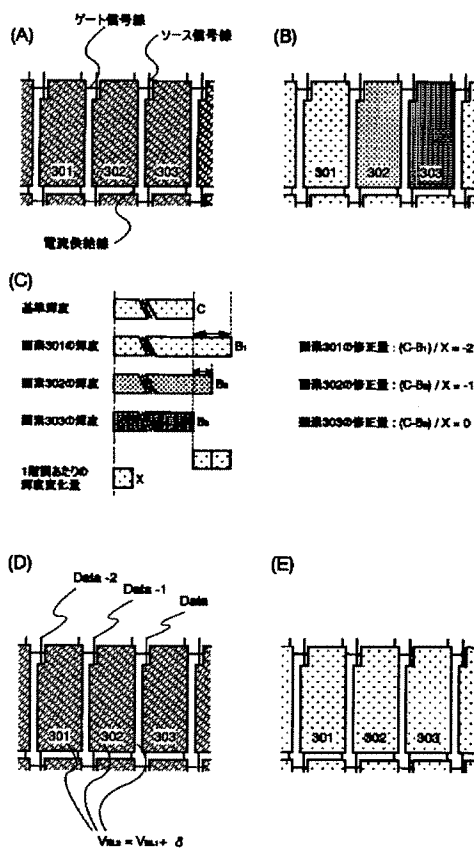 (A)
ゲート信号線
ソース信号線
301
302
303
電流供給線
(B)
301
302
303
(C)
基準輝度
C
画素301の輝度
B₁
画素301の修正量 : (C-B₁) / X = -2
画素302の輝度
B₂
画素302の修正量 : (C-B₂) / X = -1
画素303の輝度
B₃
画素303の修正量 : (C-B₃) / X = 0
1階調あたりの
輝度変化量
X
(D)
Data -2
Data -1
Data
301
302
303
(E)
301
302
303